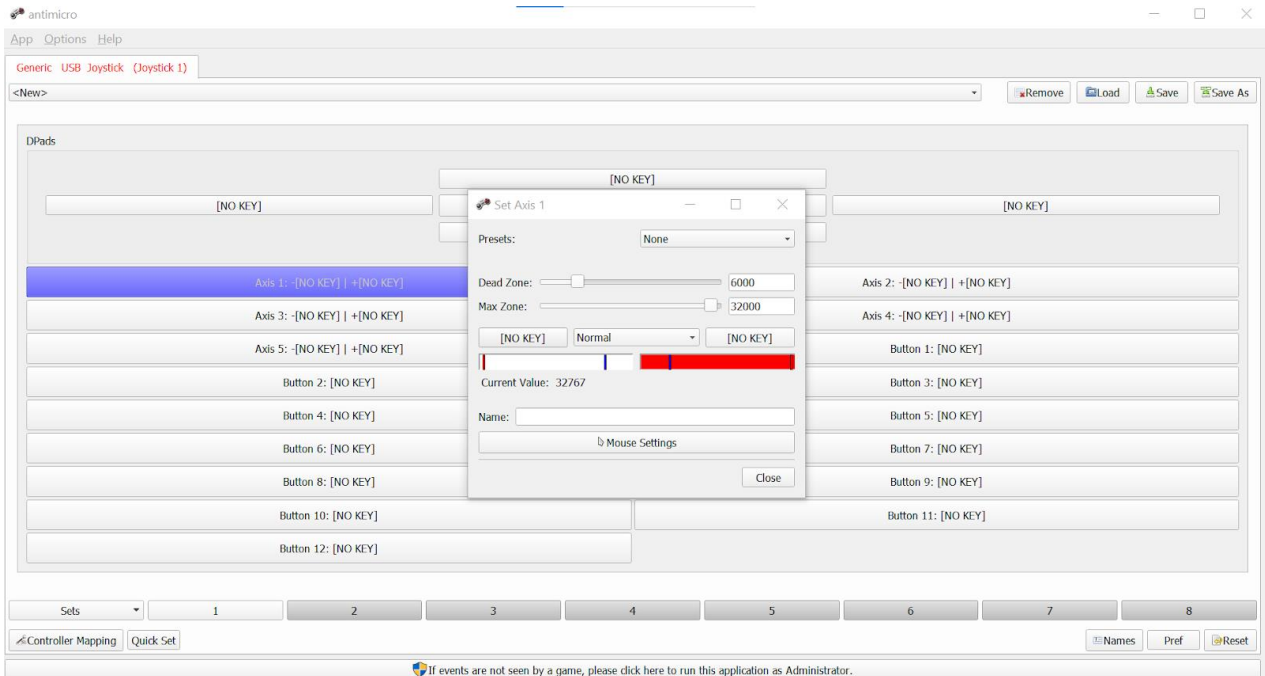 antimicro
App Options Help
Generic USB Joystick (Joystick 1)
<New>
Remove Load Save Save As
DPads
[NO KEY]
[NO KEY] [NO KEY]
Set Axis 1
Presets: None
Dead Zone: 6000
Max Zone: 32000
[NO KEY] Normal [NO KEY]
Current Value: 32767
Name:
Mouse Settings
Close
Axis 1: -[NO KEY] | +[NO KEY] Axis 2: -[NO KEY] | +[NO KEY]
Axis 3: -[NO KEY] | +[NO KEY] Axis 4: -[NO KEY] | +[NO KEY]
Axis 5: -[NO KEY] | +[NO KEY] Button 1: [NO KEY]
Button 2: [NO KEY] Button 3: [NO KEY]
Button 4: [NO KEY] Button 5: [NO KEY]
Button 6: [NO KEY] Button 7: [NO KEY]
Button 8: [NO KEY] Button 9: [NO KEY]
Button 10: [NO KEY] Button 11: [NO KEY]
Button 12: [NO KEY]
Sets 1 2 3 4 5 6 7 8
Controller Mapping Quick Set Names Pref Reset
If events are not seen by a game, please click here to run this application as Administrator.